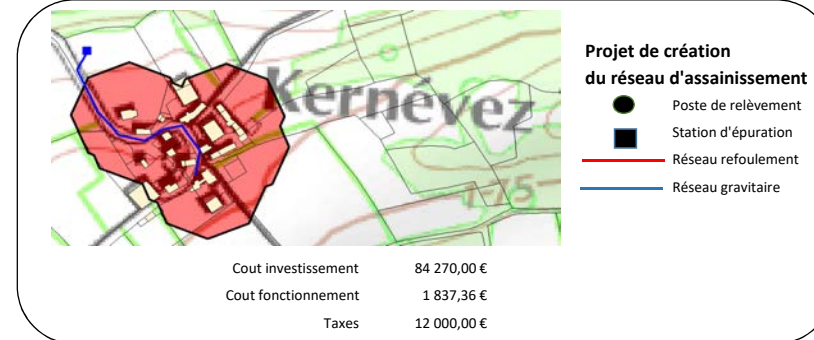 Kernévez
Projet de création
du réseau d'assainissement
Poste de relèvement
Station d'épuration
Réseau refoulement
Réseau gravitaire
Cout investissement 84 270,00 €
Cout fonctionnement 1 837,36 €
Taxes 12 000,00 €